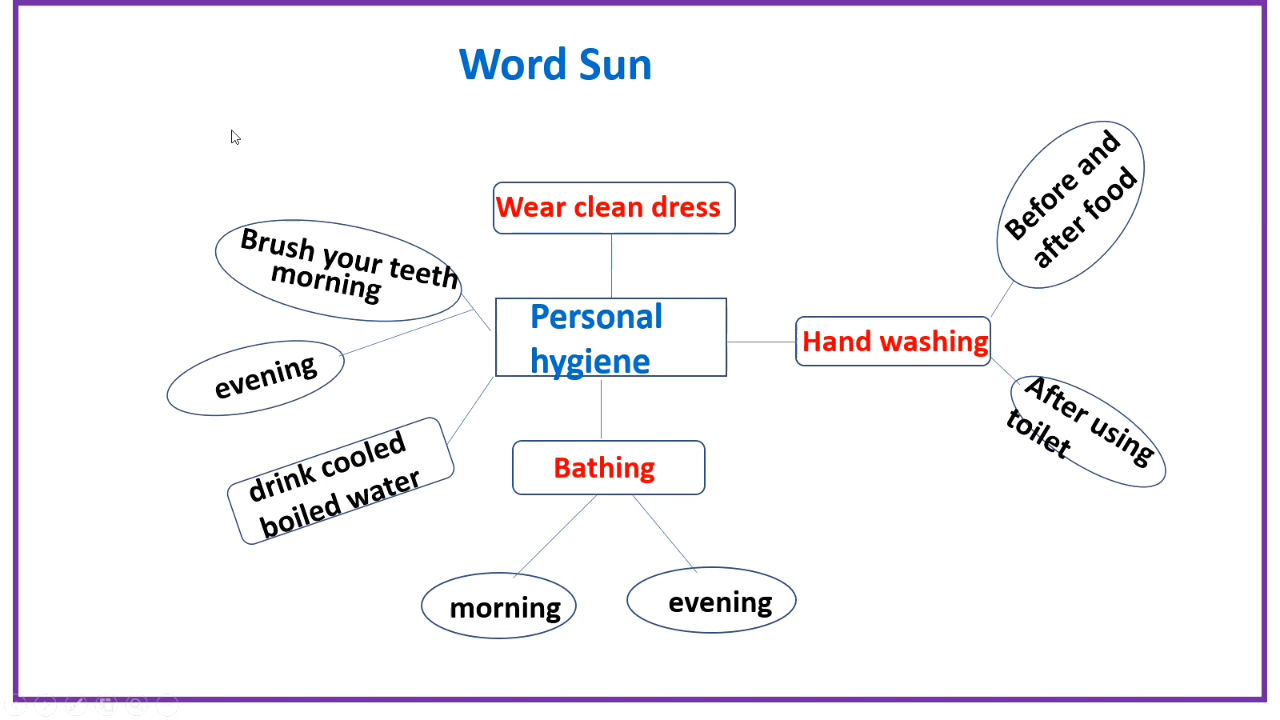 Word Sun
Wear clean dress
Before and
after food
Brush your teeth
morning
Personal
hygiene
Hand washing
evening
After using
toilet
drink cooled
boiled water
Bathing
morning
evening